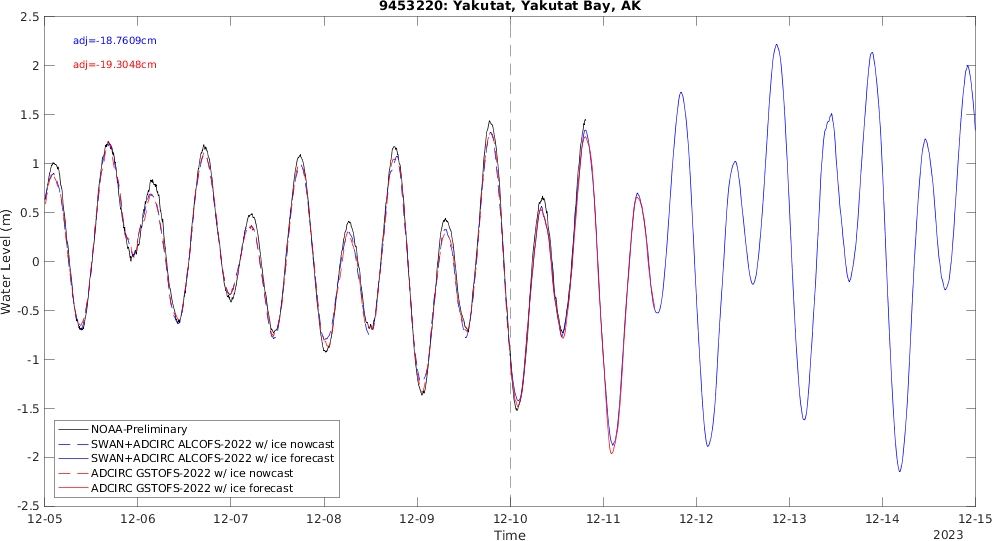 9453220: Yakutat, Yakutat Bay, AK
2.5
2
1.5
1
0.5
0
-0.5
-1
-1.5
-2
-2.5
Water Level (m)
adj=-18.7609cm
adj=-19.3048cm
NOAA-Preliminary
SWAN+ADCIRC ALCOFS-2022 w/ ice nowcast
SWAN+ADCIRC ALCOFS-2022 w/ ice forecast
ADCIRC GSTOFS-2022 w/ ice nowcast
ADCIRC GSTOFS-2022 w/ ice forecast
12-05 12-06 12-07 12-08 12-09 12-10 12-11 12-12 12-13 12-14 12-15
Time
2023